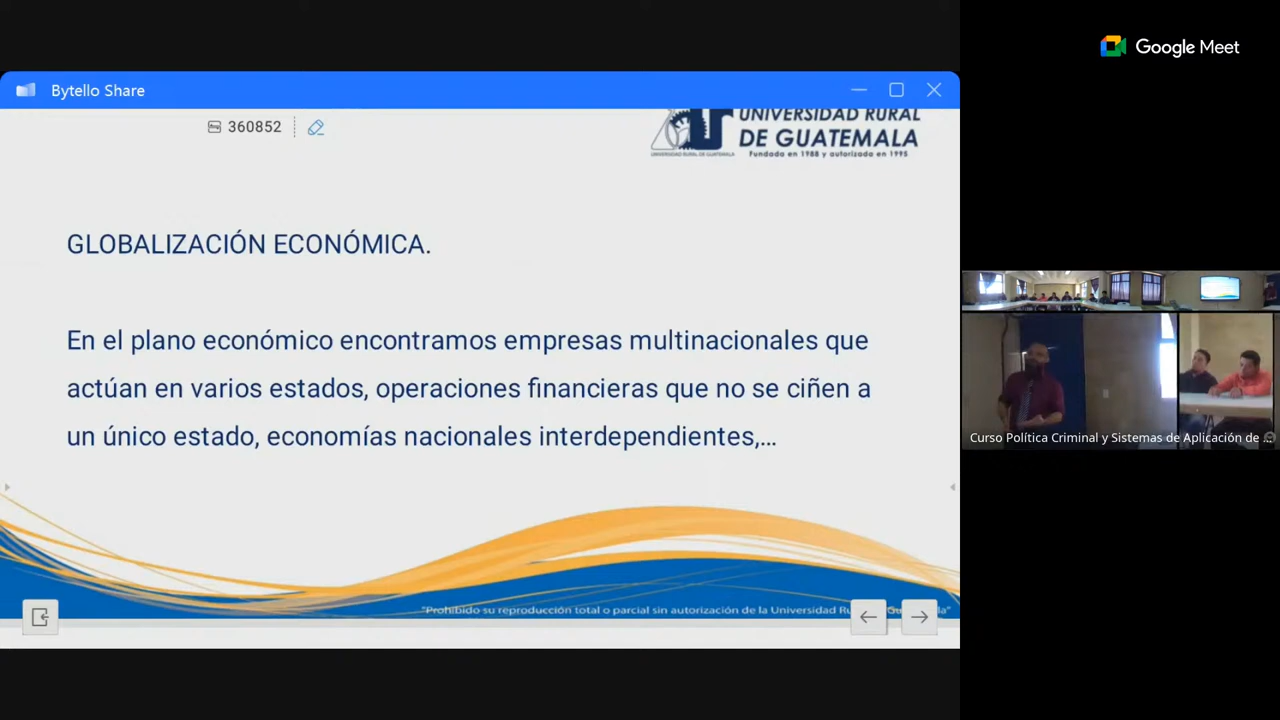 Bytello Share
360852
UNIVERSIDAD RURAL
DE GUATEMALA
Fundada en 1988 y autorizada en 1995
UNIVERSIDAD RURAL DE GUATEMALA
GLOBALIZACIÓN ECONÓMICA.
En el plano económico encontramos empresas multinacionales que
actúan en varios estados, operaciones financieras que no se ciñen a
un único estado, economías nacionales interdependientes,...
"Prohibido su reproducción total o parcial sin autorización de la Universidad
Google Meet
Curso Política Criminal y Sistemas de Aplicación de ...